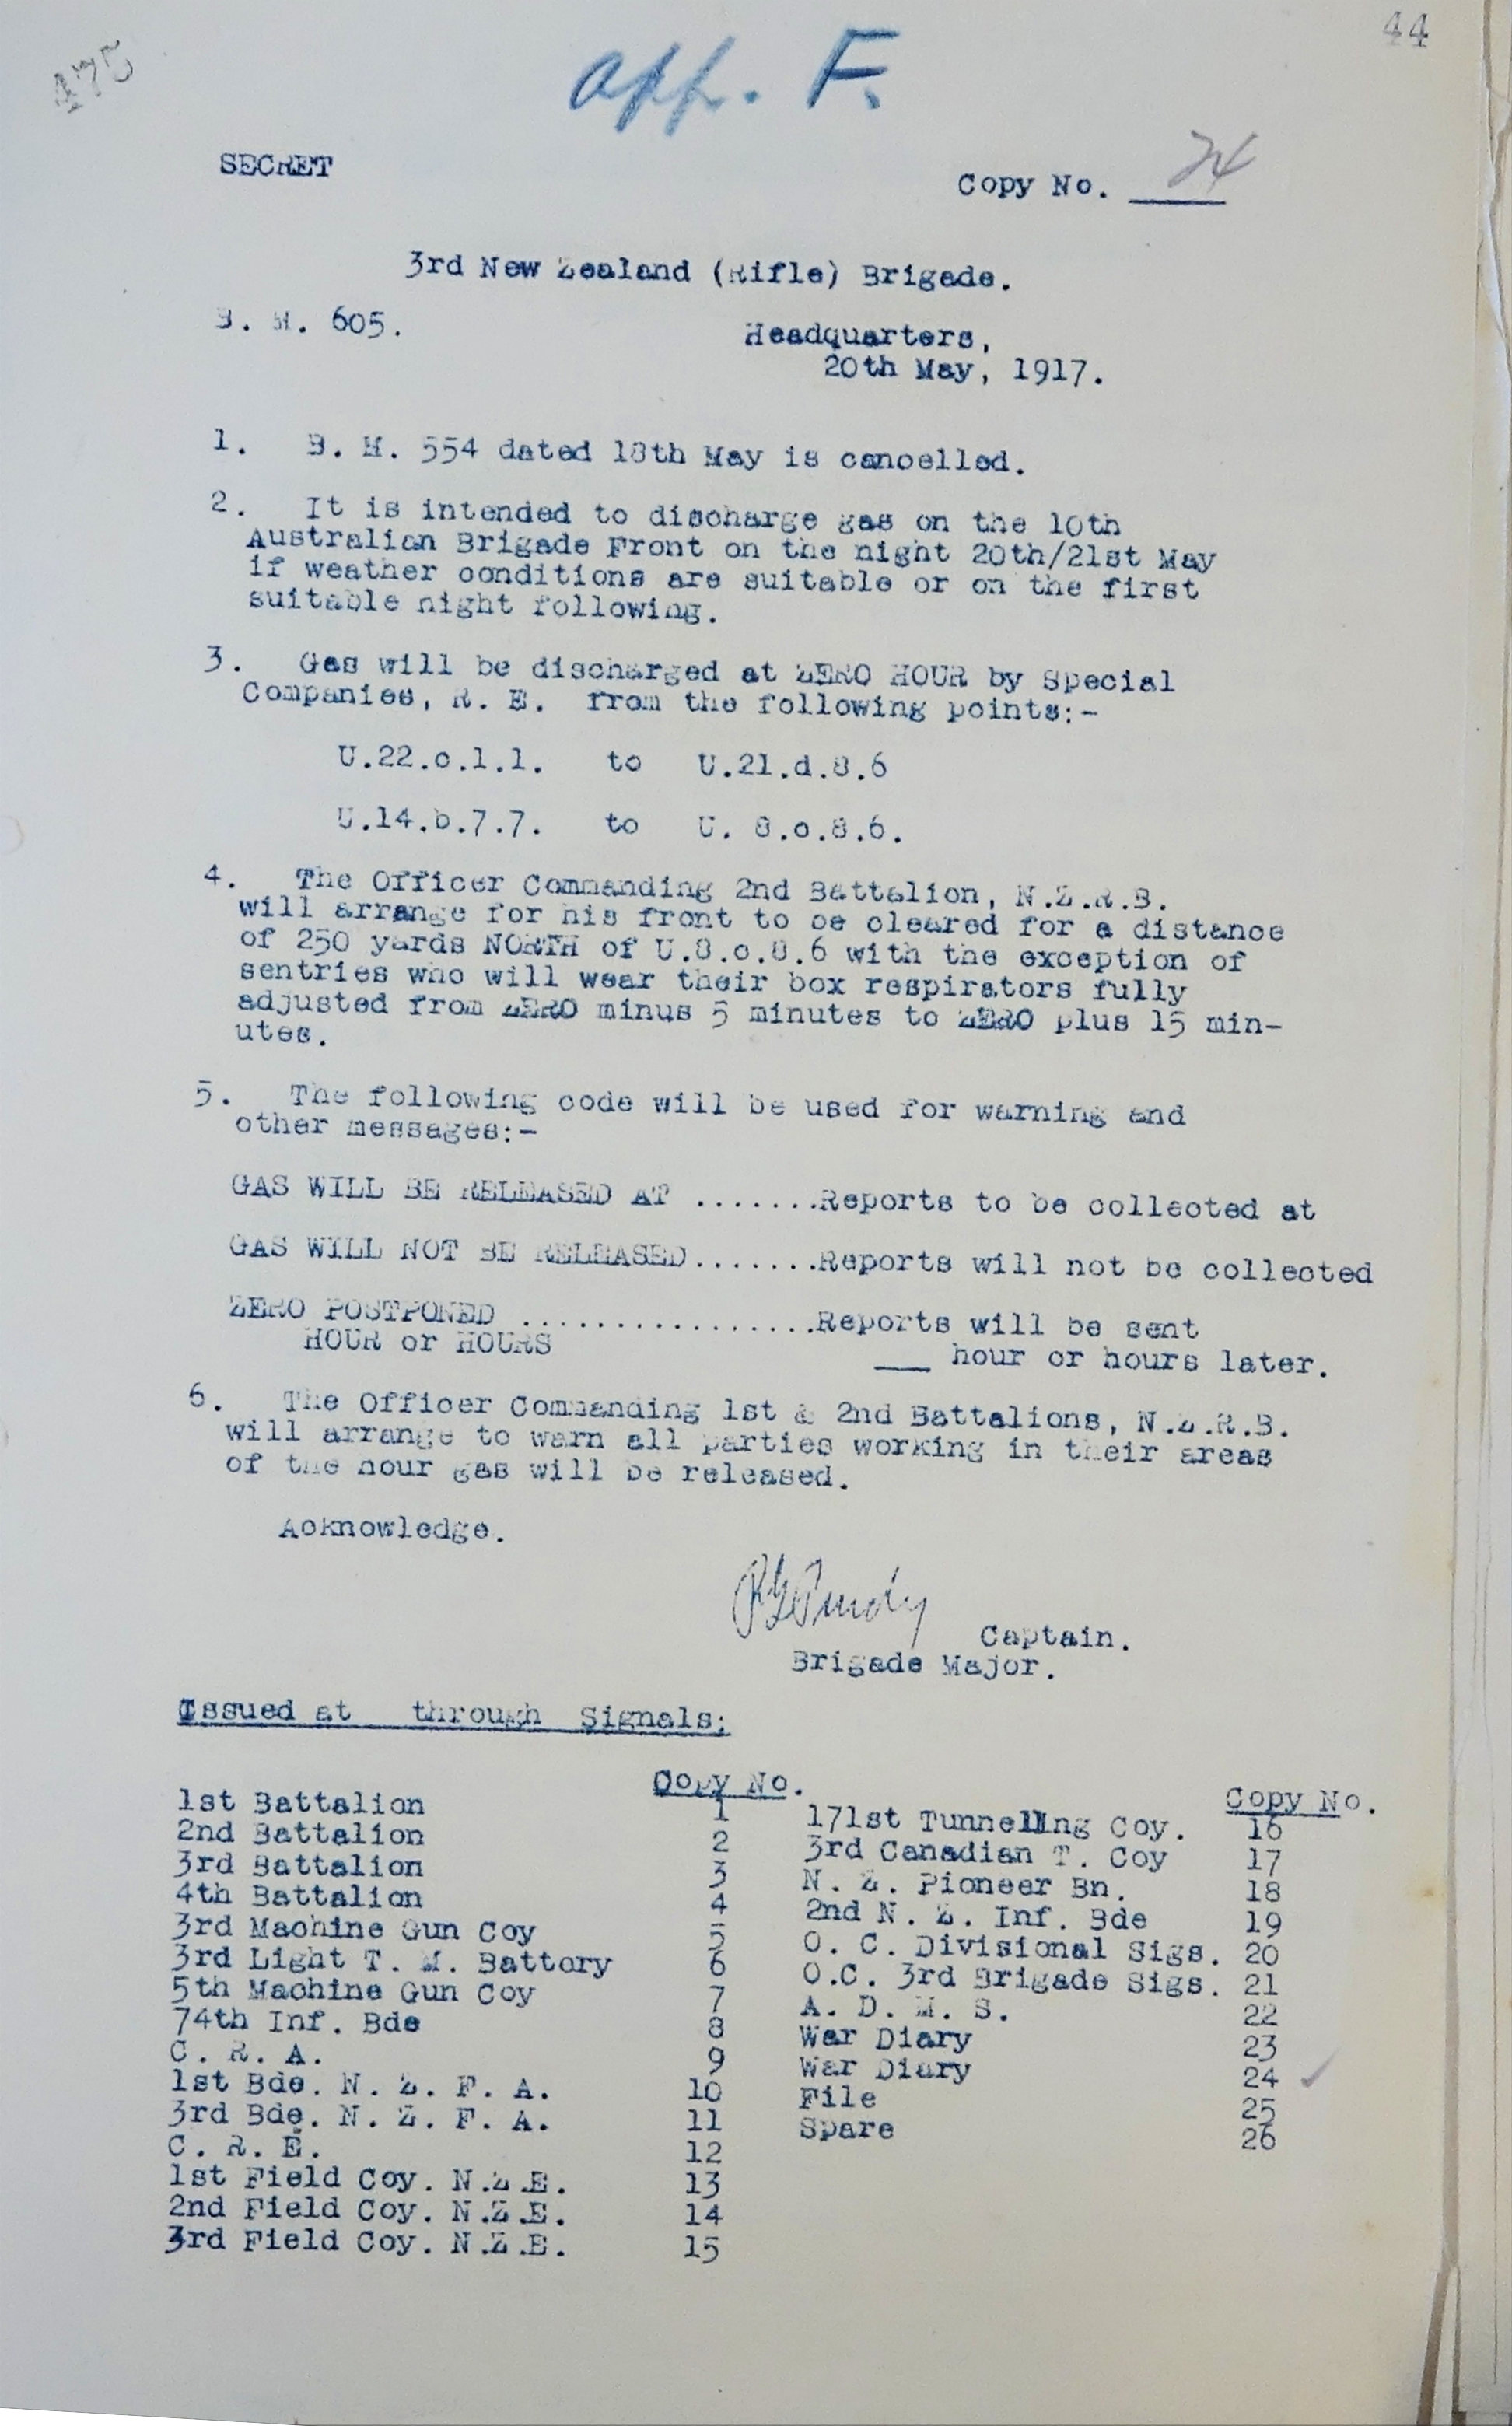 44
475
app. F.
SECRET
Copy No. 24
3rd New Zealand (Rifle) Brigade.
B. M. 605.
Headquarters,
20th May, 1917.
1. B. M. 554 dated 18th May is cancelled.
2. It is intended to discharge gas on the 10th
Australian Brigade Front on the night 20th/21st May
if weather conditions are suitable or on the first
suitable night following.
3. Gas will be discharged at ZERO HOUR by Special
Companies, R. E. from the following points:-
U.22.c.1.1. to U.21.d.8.6
U.14.b.7.7. to U. 8.c.8.6.
4. The Officer Commanding 2nd Battalion, N.Z.R.B.
will arrange for his front to be cleared for a distance
of 250 yards NORTH of U.8.c.8.6 with the exception of
sentries who will wear their box respirators fully
adjusted from ZERO minus 5 minutes to ZERO plus 15 min-
utes.
5. The following code will be used for warning and
other messages:-
GAS WILL BE RELEASED AT .......Reports to be collected at
GAS WILL NOT BE RELEASED.......Reports will not be collected
ZERO POSTPONED .................Reports will be sent
HOUR or HOURS ___ hour or hours later.
6. The Officer Commanding 1st & 2nd Battalions, N.Z.R.B.
will arrange to warn all parties working in their areas
of the hour gas will be released.
Acknowledge.
Captain.
Brigade Major.
Issued at through Signals;
Copy No.
1st Battalion 1
2nd Battalion 2
3rd Battalion 3
4th Battalion 4
3rd Machine Gun Coy 5
3rd Light T. M. Battery 6
5th Machine Gun Coy 7
74th Inf. Bde 8
C. R. A. 9
1st Bde. N. Z. F. A. 10
3rd Bde. N. Z. F. A. 11
C. R. E. 12
1st Field Coy. N.Z.E. 13
2nd Field Coy. N.Z.E. 14
3rd Field Coy. N.Z.E. 15
Copy No.
171st Tunnelling Coy. 16
3rd Canadian T. Coy 17
N. Z. Pioneer Bn. 18
2nd N. Z. Inf. Bde 19
O. C. Divisional Sigs. 20
O.C. 3rd Brigade Sigs. 21
A. D. M. S. 22
War Diary 23
War Diary 24 ✓
File 25
Spare 26